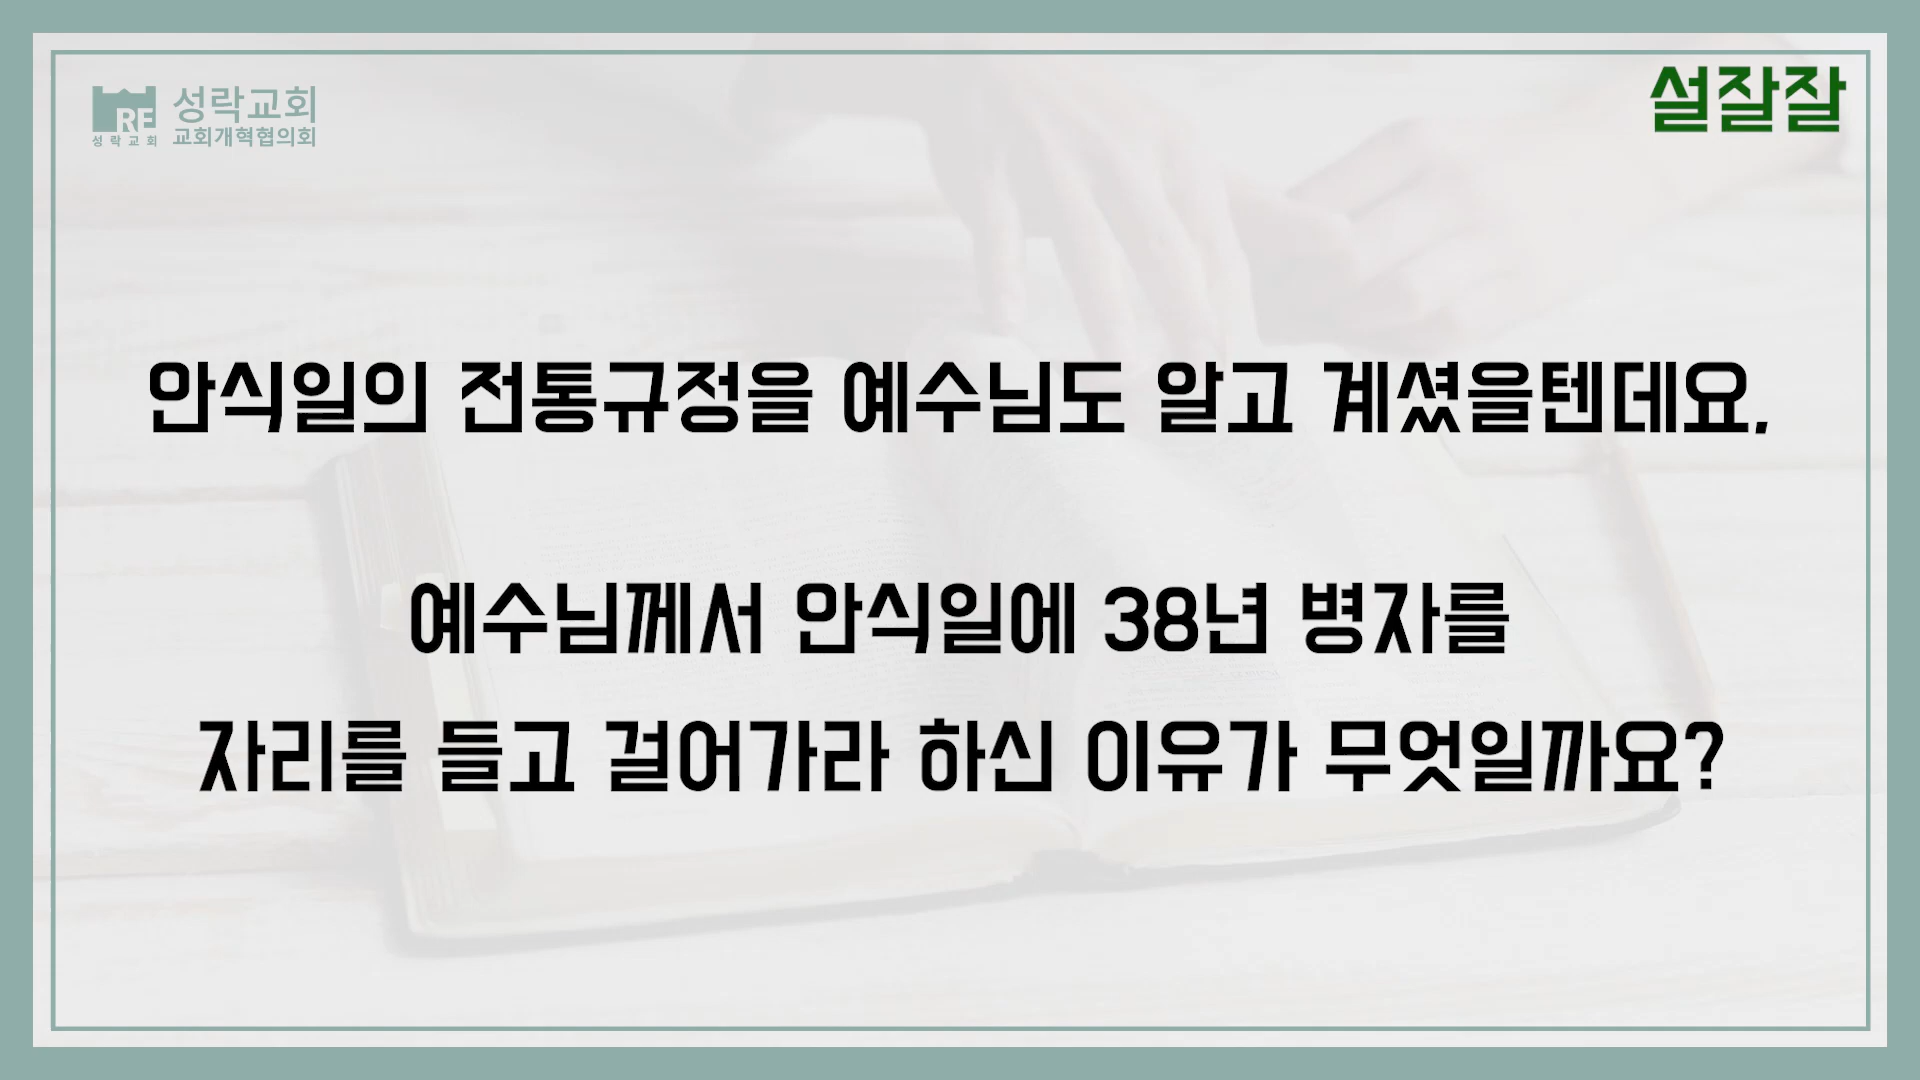 성락교회
RE
성락교회
교회개혁협의회
설잘잘
안식일의 전통규정을 예수님도 알고 계셨을텐데요.
예수님께서 안식일에 38년 병자를
자리를 들고 걸어가라 하신 이유가 무엇일까요?